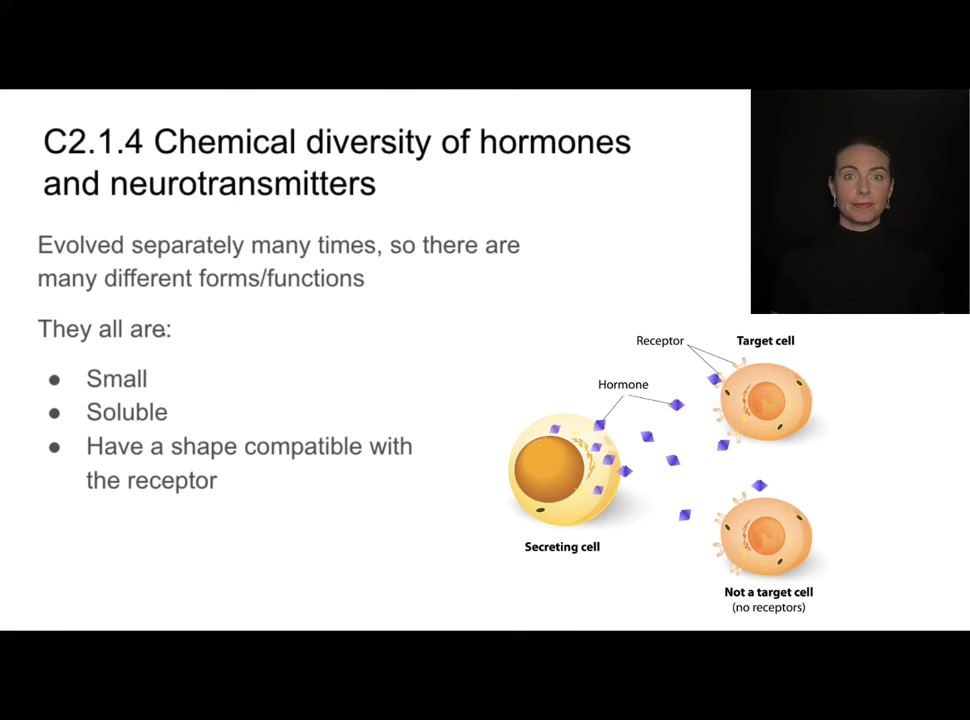 C2.1.4 Chemical diversity of hormones
and neurotransmitters
Evolved separately many times, so there are
many different forms/functions
They all are:
● Small
● Soluble
● Have a shape compatible with
the receptor
Receptor
Target cell
Hormone
Secreting cell
Not a target cell
(no receptors)